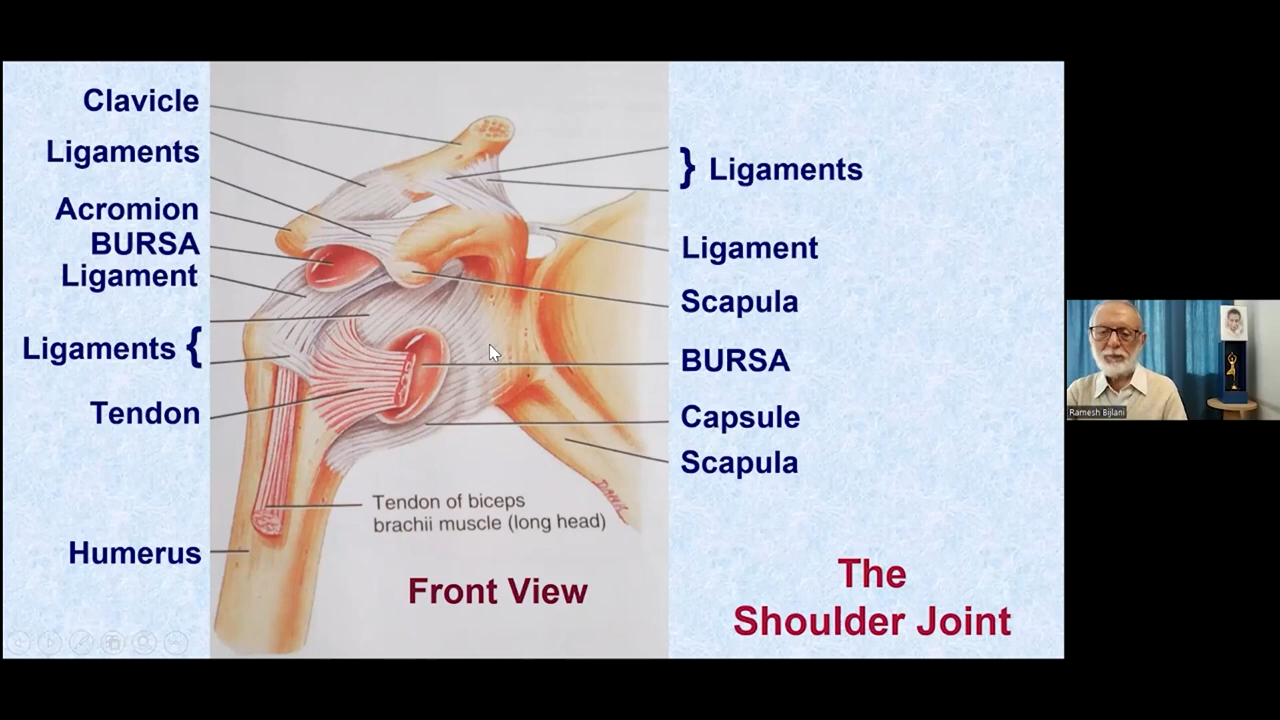 Clavicle
Ligaments
Acromion
BURSA
Ligament
Ligaments {
Tendon
Humerus
} Ligaments
Ligament
Scapula
BURSA
Capsule
Scapula
Tendon of biceps
brachii muscle (long head)
Front View
The
Shoulder Joint
Ramesh Bijlani